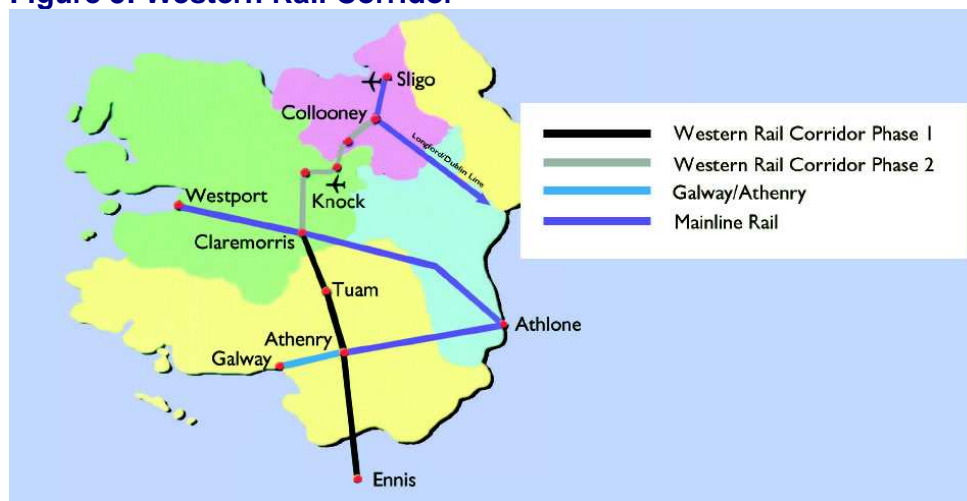 Figure 3: Western Rail Corridor
Sligo
Collooney
Longford/Dublin Line
Knock
Westport
Claremorris
Tuam
Athenry
Galway
Athlone
Ennis
Western Rail Corridor Phase 1
Western Rail Corridor Phase 2
Galway/Athenry
Mainline Rail